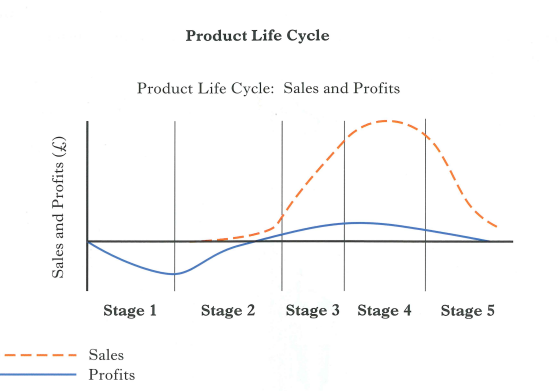 Product Life Cycle
Product Life Cycle: Sales and Profits
Sales and Profits (£)
Stage 1 Stage 2 Stage 3 Stage 4 Stage 5
Sales
Profits